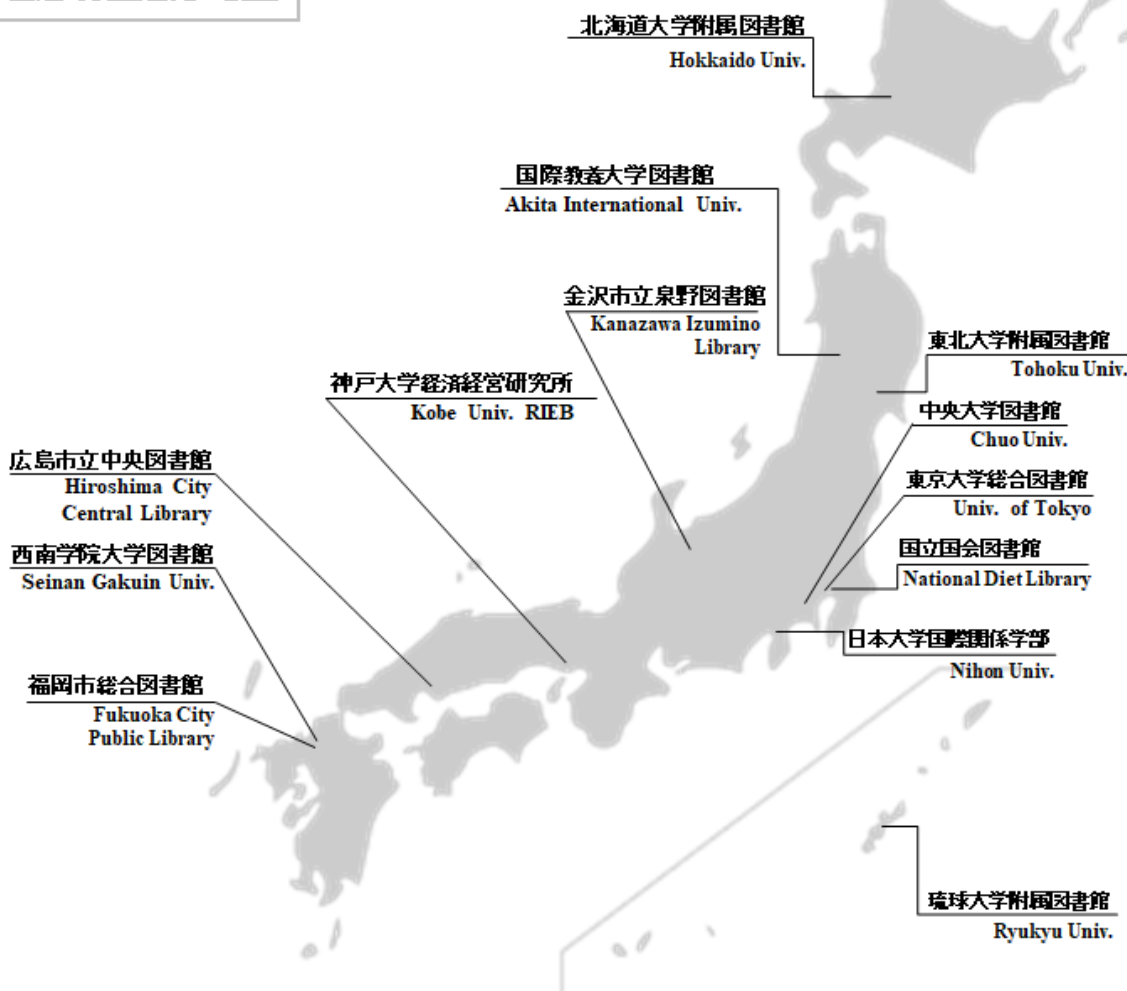 北海道大学附属図書館
Hokkaido Univ.
国際教養大学図書館
Akita International Univ.
金沢市立泉野図書館
Kanazawa Izumino
Library
東北大学附属図書館
Tohoku Univ.
神戸大学経済経営研究所
Kobe Univ. RIEB
中央大学図書館
Chuo Univ.
広島市立中央図書館
Hiroshima City
Central Library
東京大学総合図書館
Univ. of Tokyo
西南学院大学図書館
Seinan Gakuin Univ.
国立国会図書館
National Diet Library
日本大学国際関係学部
Nihon Univ.
福岡市総合図書館
Fukuoka City
Public Library
琉球大学附属図書館
Ryukyu Univ.